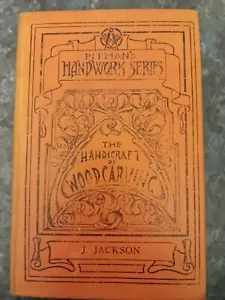 PITMAN'S
HANDWORK SERIES
THE
HANDICRAFT
OF
WOODCARVING
J. JACKSON